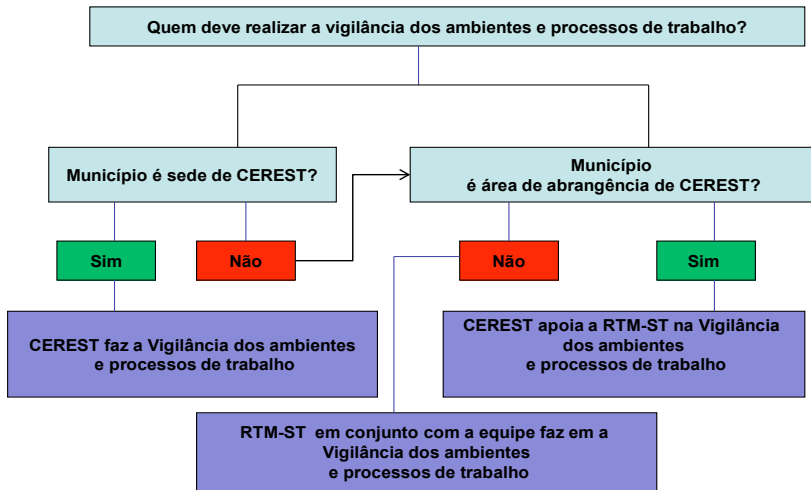 Quem deve realizar a vigilância dos ambientes e processos de trabalho?
Município é sede de CEREST?
Município
é área de abrangência de CEREST?
Sim
Não
Não
Sim
CEREST faz a Vigilância dos ambientes
e processos de trabalho
CEREST apoia a RTM-ST na Vigilância
dos ambientes
e processos de trabalho
RTM-ST em conjunto com a equipe faz em a
Vigilância dos ambientes
e processos de trabalho